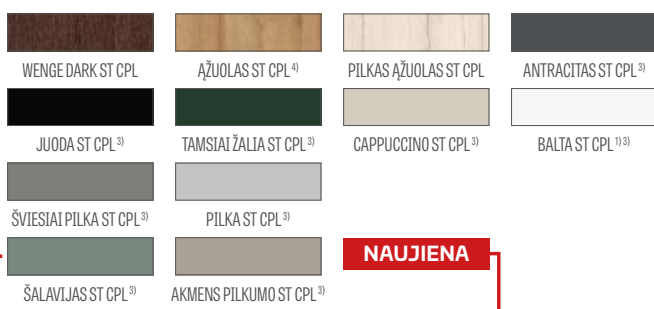 WENGE DARK ST CPL
ĄŽUOLAS ST CPL 4)
PILKAS ĄŽUOLAS ST CPL
ANTRACITAS ST CPL 3)
JUODA ST CPL 3)
TAMSIAI ŽALIA ST CPL 3)
CAPPUCCINO ST CPL 3)
BALTA ST CPL 1) 3)
ŠVIESIAI PILKA ST CPL 3)
PILKA ST CPL 3)
NAUJIENA
ŠALAVIJAS ST CPL 3)
AKMENS PILKUMO ST CPL 3)